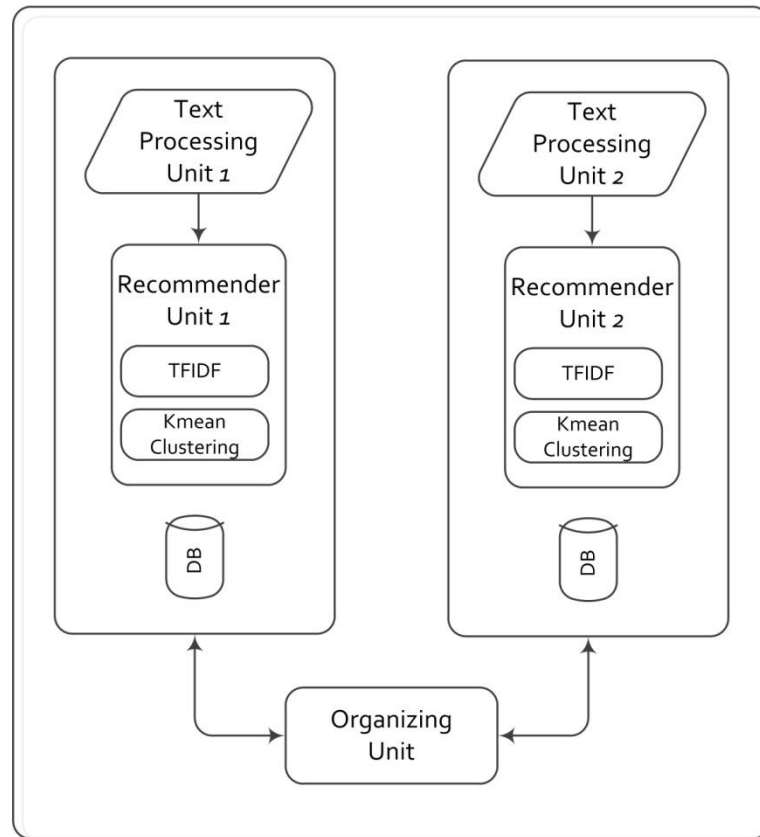 Text
Processing
Unit 1
Recommender
Unit 1
TFIDF
Kmean
Clustering
DB
Text
Processing
Unit 2
Recommender
Unit 2
TFIDF
Kmean
Clustering
DB
Organizing
Unit